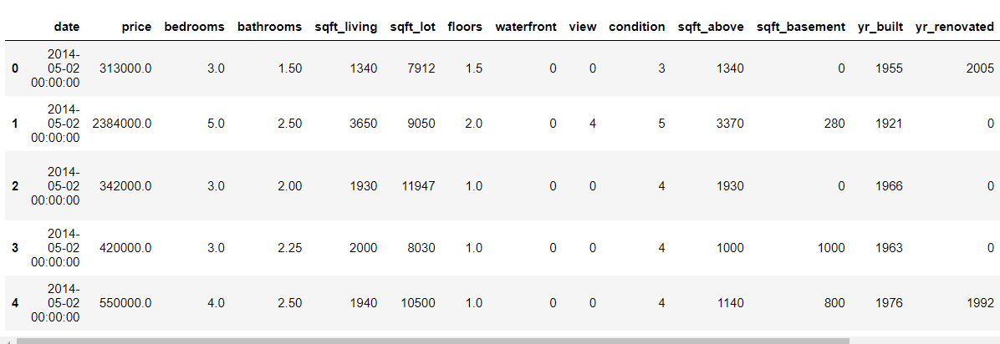 date price bedrooms bathrooms sqft_living sqft_lot floors waterfront view condition sqft_above sqft_basement yr_built yr_renovated
0 2014-05-02 00:00:00 313000.0 3.0 1.50 1340 7912 1.5 0 0 3 1340 0 1955 2005
1 2014-05-02 00:00:00 2384000.0 5.0 2.50 3650 9050 2.0 0 4 5 3370 280 1921 0
2 2014-05-02 00:00:00 342000.0 3.0 2.00 1930 11947 1.0 0 0 4 1930 0 1966 0
3 2014-05-02 00:00:00 420000.0 3.0 2.25 2000 8030 1.0 0 0 4 1000 1000 1963 0
4 2014-05-02 00:00:00 550000.0 4.0 2.50 1940 10500 1.0 0 0 4 1140 800 1976 1992